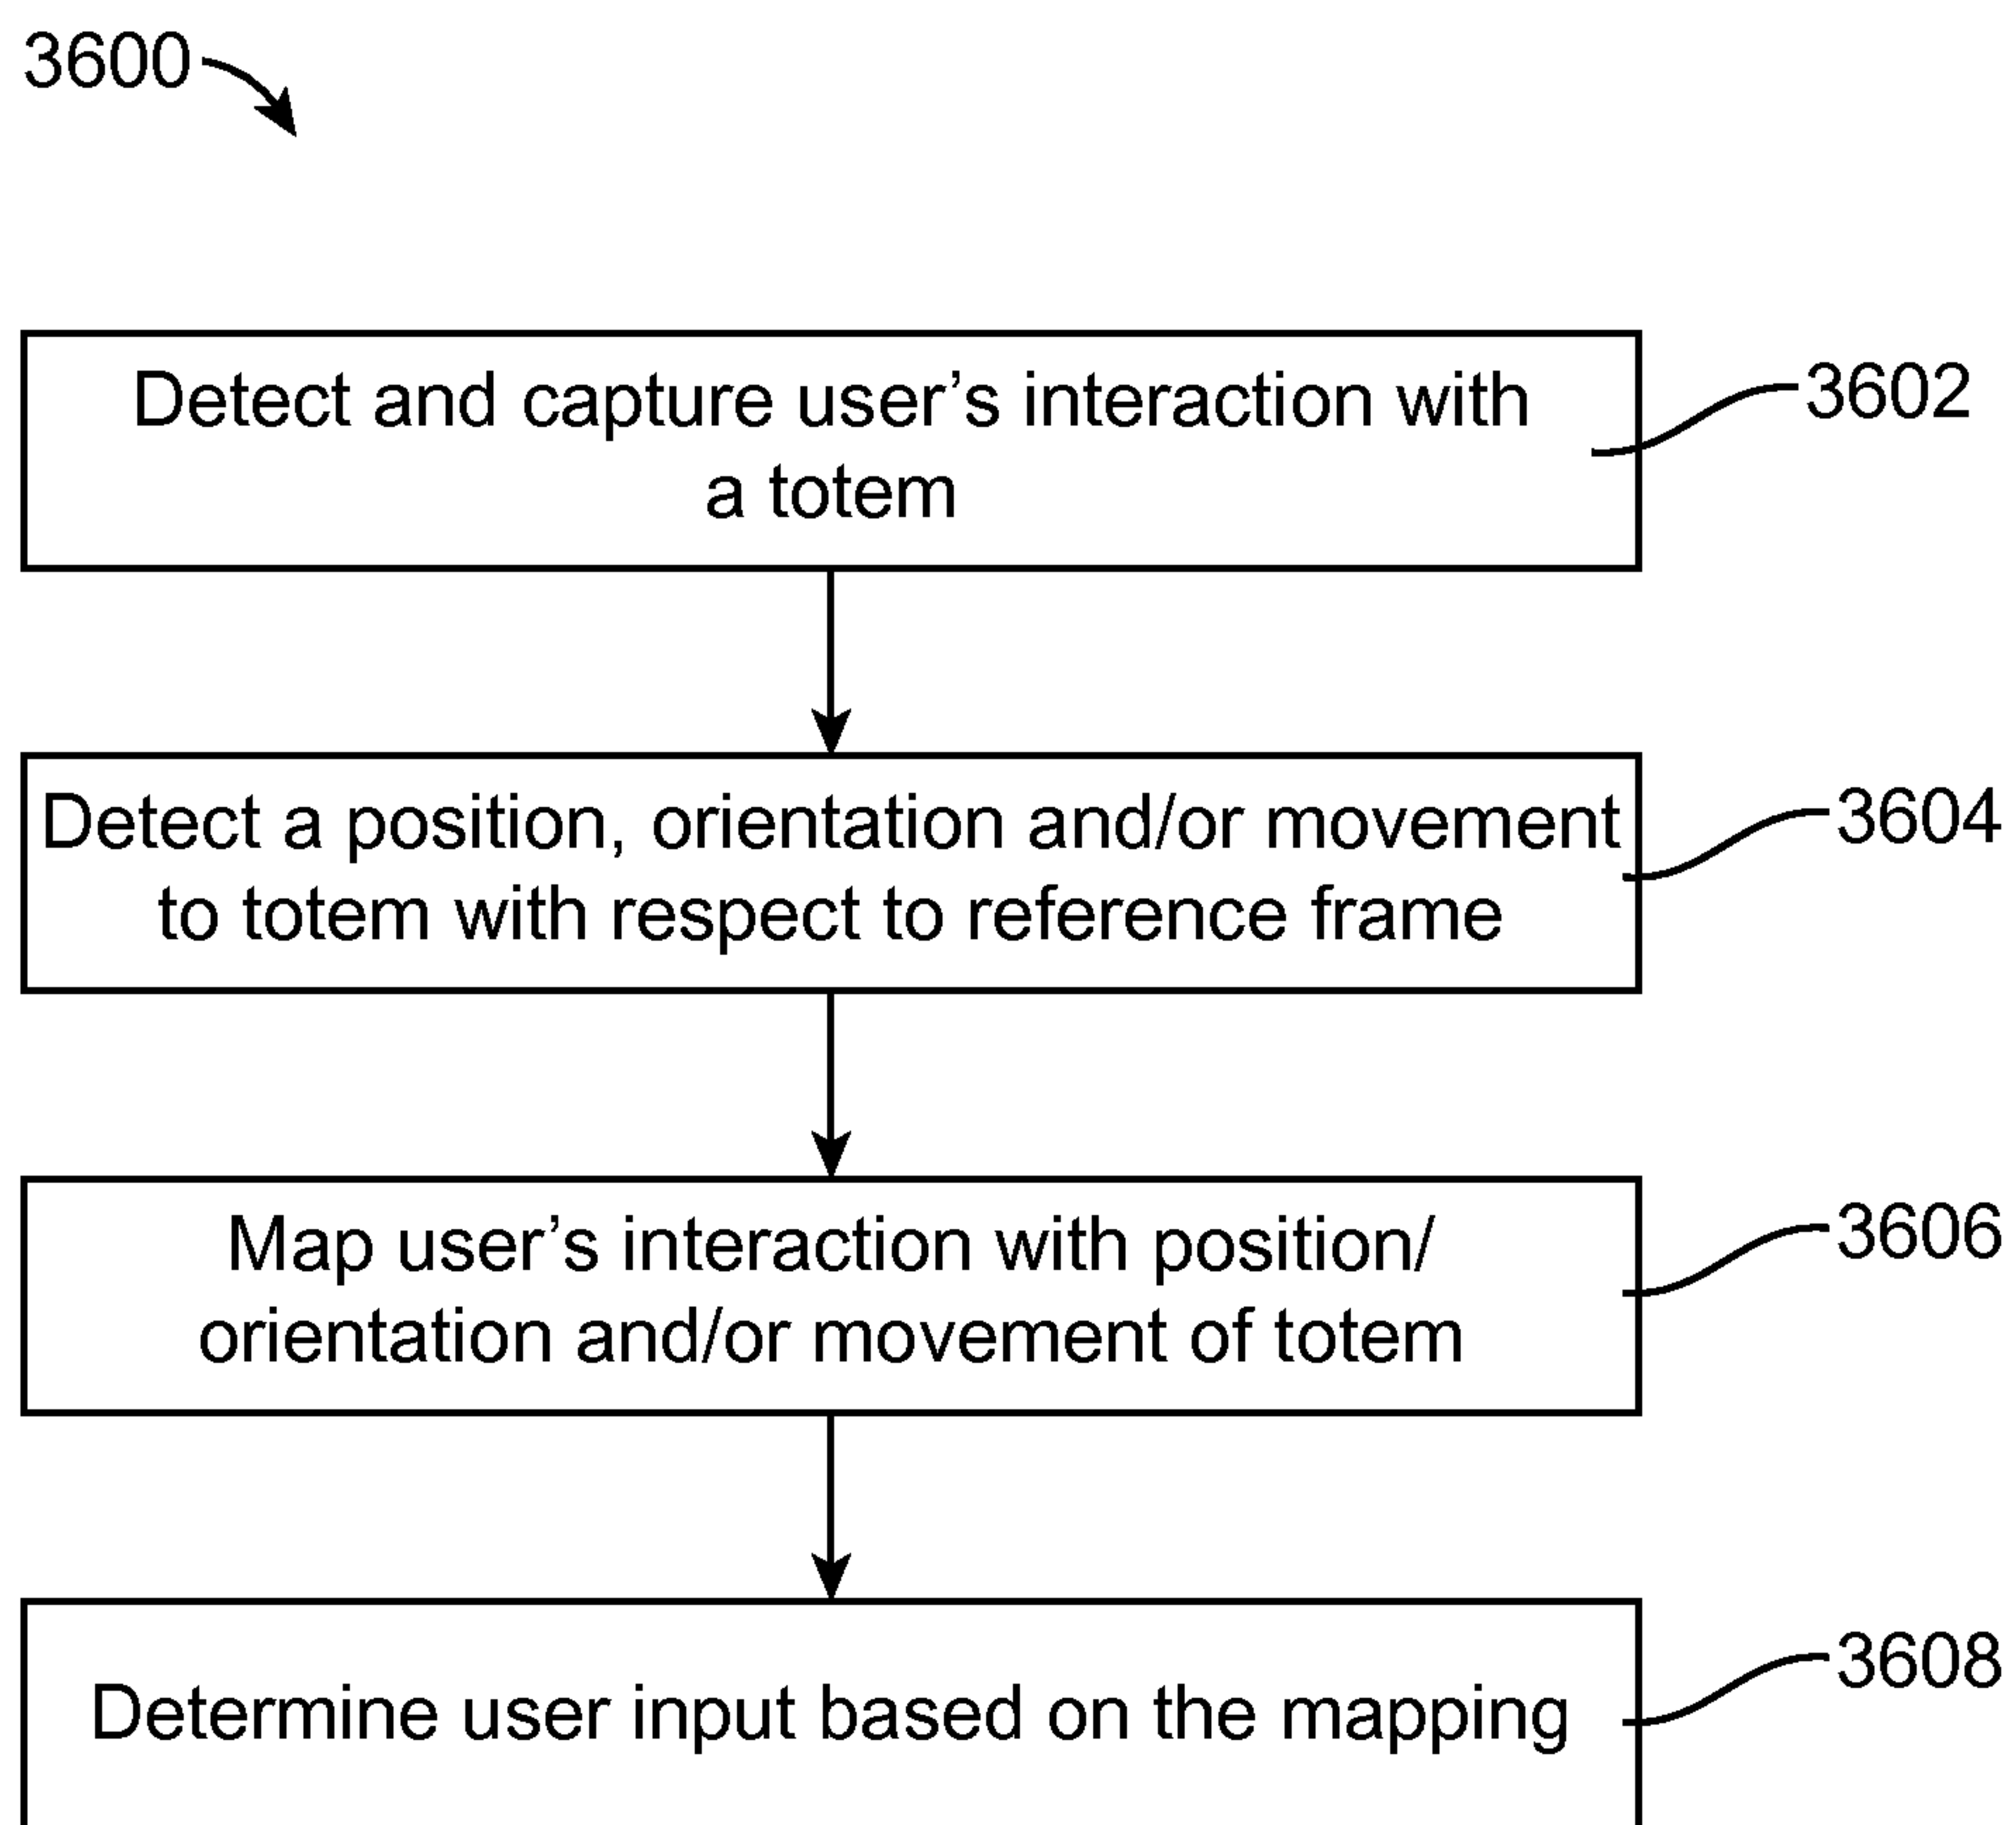 3600
Detect and capture user’s interaction with
a totem
3602
Detect a position, orientation and/or movement
to totem with respect to reference frame
3604
Map user’s interaction with position/
orientation and/or movement of totem
3606
Determine user input based on the mapping
3608